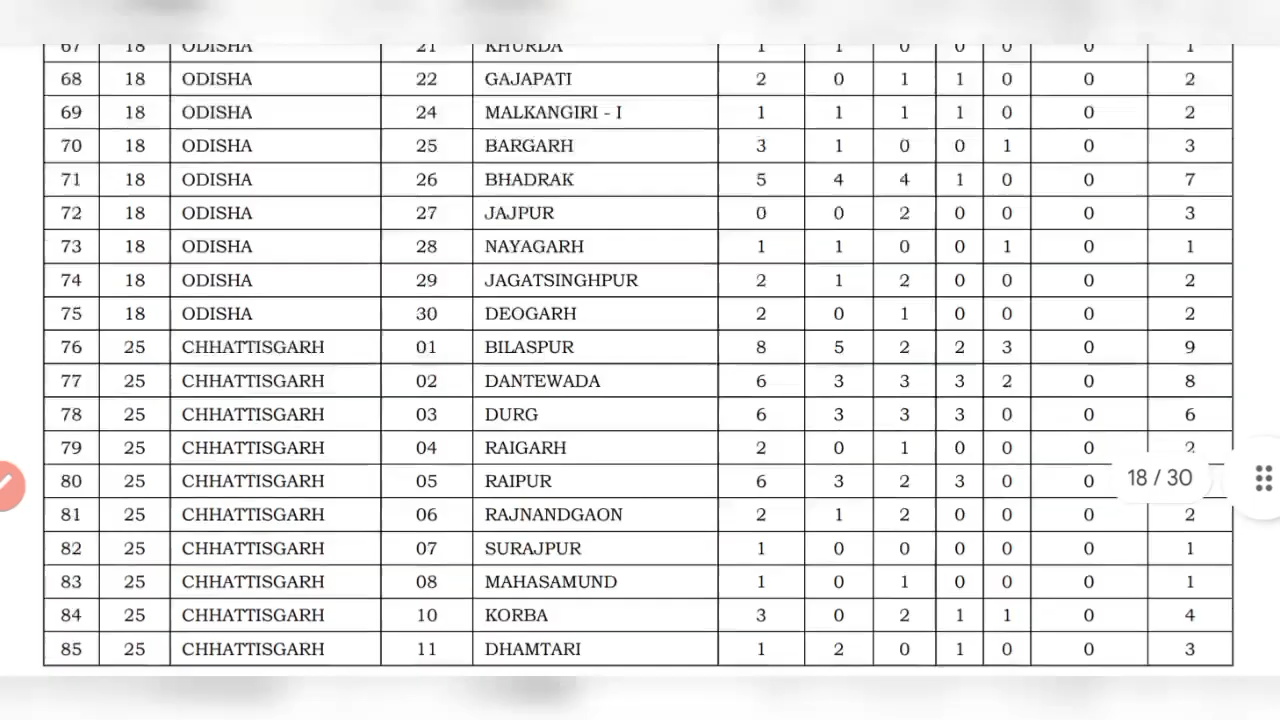 67 18 ODISHA 21 KHURDA 1 1 0 0 0 0 1
68 18 ODISHA 22 GAJAPATI 2 0 1 1 0 0 2
69 18 ODISHA 24 MALKANGIRI - I 1 1 1 1 0 0 2
70 18 ODISHA 25 BARGARH 3 1 0 0 1 0 3
71 18 ODISHA 26 BHADRAK 5 4 4 1 0 0 7
72 18 ODISHA 27 JAJPUR 0 0 2 0 0 0 3
73 18 ODISHA 28 NAYAGARH 1 1 0 0 1 0 1
74 18 ODISHA 29 JAGATSINGHPUR 2 1 2 0 0 0 2
75 18 ODISHA 30 DEOGARH 2 0 1 0 0 0 2
76 25 CHHATTISGARH 01 BILASPUR 8 5 2 2 3 0 9
77 25 CHHATTISGARH 02 DANTEWADA 6 3 3 3 2 0 8
78 25 CHHATTISGARH 03 DURG 6 3 3 3 0 0 6
79 25 CHHATTISGARH 04 RAIGARH 2 0 1 0 0 0 2
80 25 CHHATTISGARH 05 RAIPUR 6 3 2 3 0 0
18 / 30
81 25 CHHATTISGARH 06 RAJNANDGAON 2 1 2 0 0 0 2
82 25 CHHATTISGARH 07 SURAJPUR 1 0 0 0 0 0 1
83 25 CHHATTISGARH 08 MAHASAMUND 1 0 1 0 0 0 1
84 25 CHHATTISGARH 10 KORBA 3 0 2 1 1 0 4
85 25 CHHATTISGARH 11 DHAMTARI 1 2 0 1 0 0 3